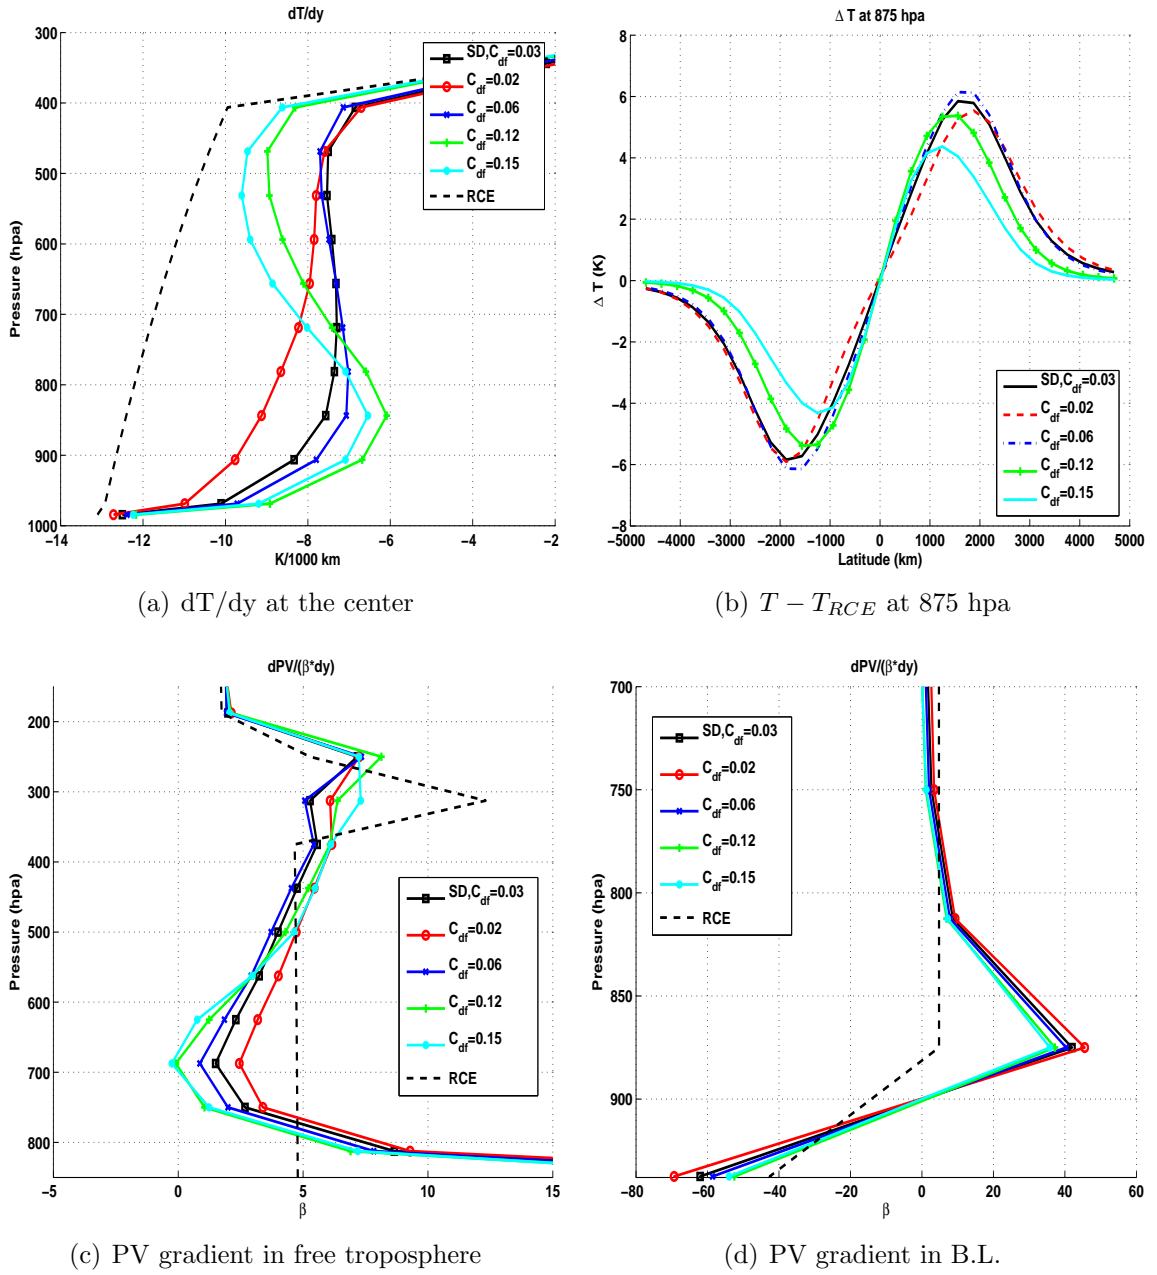 dT/dy
300
400
500
600
700
800
900
1000
Pressure (hpa)
−14 −12 −10 −8 −6 −4 −2
K/1000 km
SD,C_df=0.03
C_df=0.02
C_df=0.06
C_df=0.12
C_df=0.15
RCE
(a) dT/dy at the center
Δ T at 875 hpa
8
6
4
2
0
−2
−4
−6
−8
Δ T (K)
−5000 −4000 −3000 −2000 −1000 0 1000 2000 3000 4000 5000
Latitude (km)
SD,C_df=0.03
C_df=0.02
C_df=0.06
C_df=0.12
C_df=0.15
(b) T − T_RCE at 875 hpa
dPV/(β*dy)
200
300
400
500
600
700
800
Pressure (hpa)
−5 0 5 10 15
β
SD,C_df=0.03
C_df=0.02
C_df=0.06
C_df=0.12
C_df=0.15
RCE
(c) PV gradient in free troposphere
dPV/(β*dy)
700
750
800
850
900
Pressure (hpa)
−80 −60 −40 −20 0 20 40 60
β
SD,C_df=0.03
C_df=0.02
C_df=0.06
C_df=0.12
C_df=0.15
RCE
(d) PV gradient in B.L.